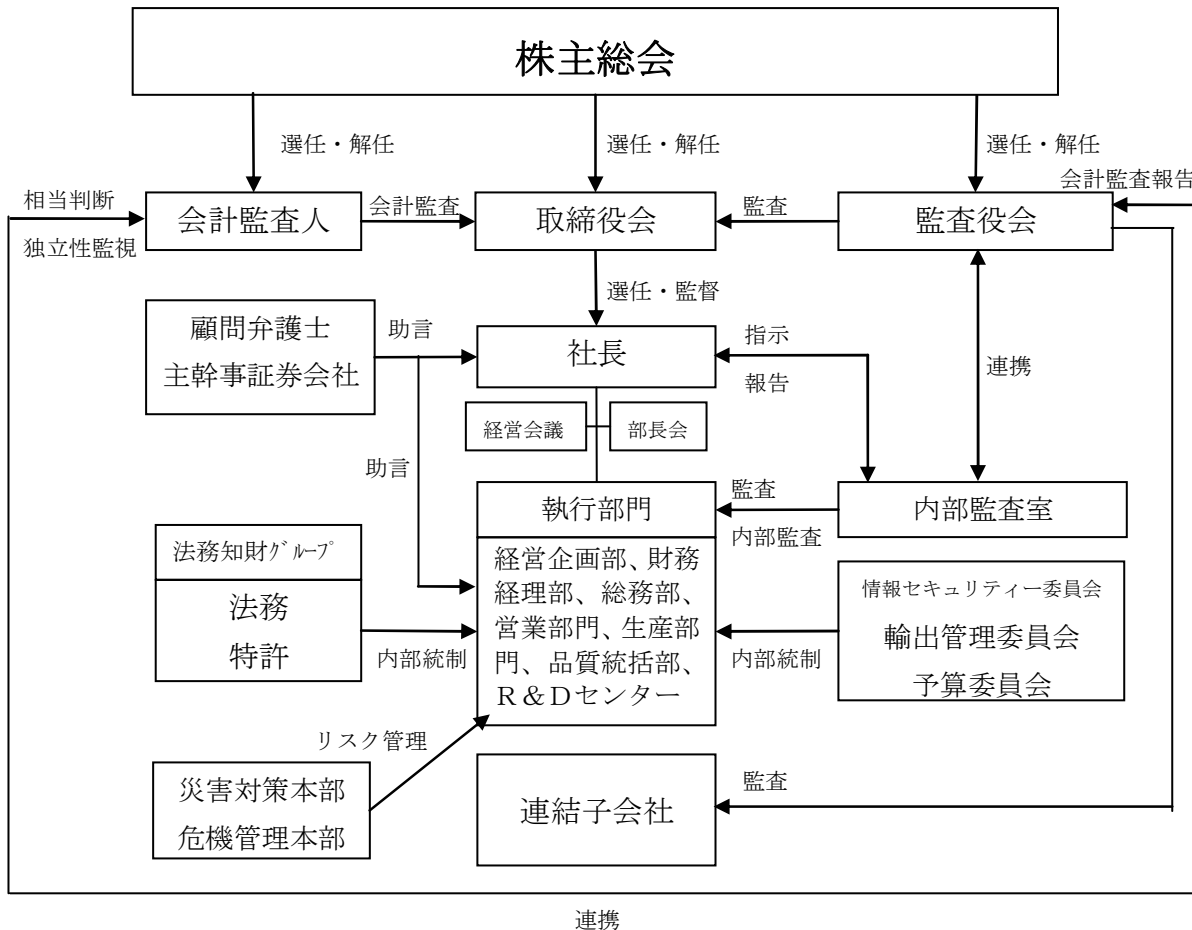 株主総会
選任・解任
選任・解任
選任・解任
会計監査報告
相当判断
独立性監視
会計監査人
会計監査
取締役会
監査
監査役会
選任・監督
顧問弁護士
主幹事証券会社
助言
社長
指示
報告
連携
経営会議
部長会
助言
執行部門
監査
内部監査
内部監査室
法務知財グループ
法務
特許
内部統制
経営企画部、財務
経理部、総務部、
営業部門、生産部
門、品質統括部、
R&Dセンター
内部統制
情報セキュリティー委員会
輸出管理委員会
予算委員会
リスク管理
災害対策本部
危機管理本部
連結子会社
監査
連携